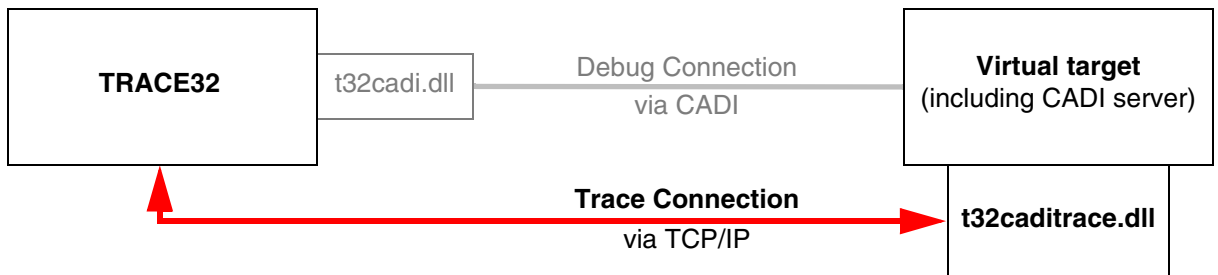 TRACE32
t32cadi.dll
Debug Connection
via CADI
Virtual target
(including CADI server)
Trace Connection
via TCP/IP
t32caditrace.dll